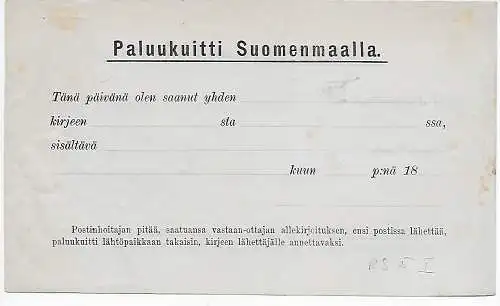 Paluukuitti Suomenmaalla.
Tänä päivänä olen saanut yhden
kirjeen sta ssa,
sisältävä
kuun p:nä 18
Postinhoitajan pitää, saatuansa vastaan-ottajan allekirjoituksen, ensi postissa lähettää,
paluukuitti lähtöpaikkaan takaisin, kirjeen lähettäjälle annettavaksi.